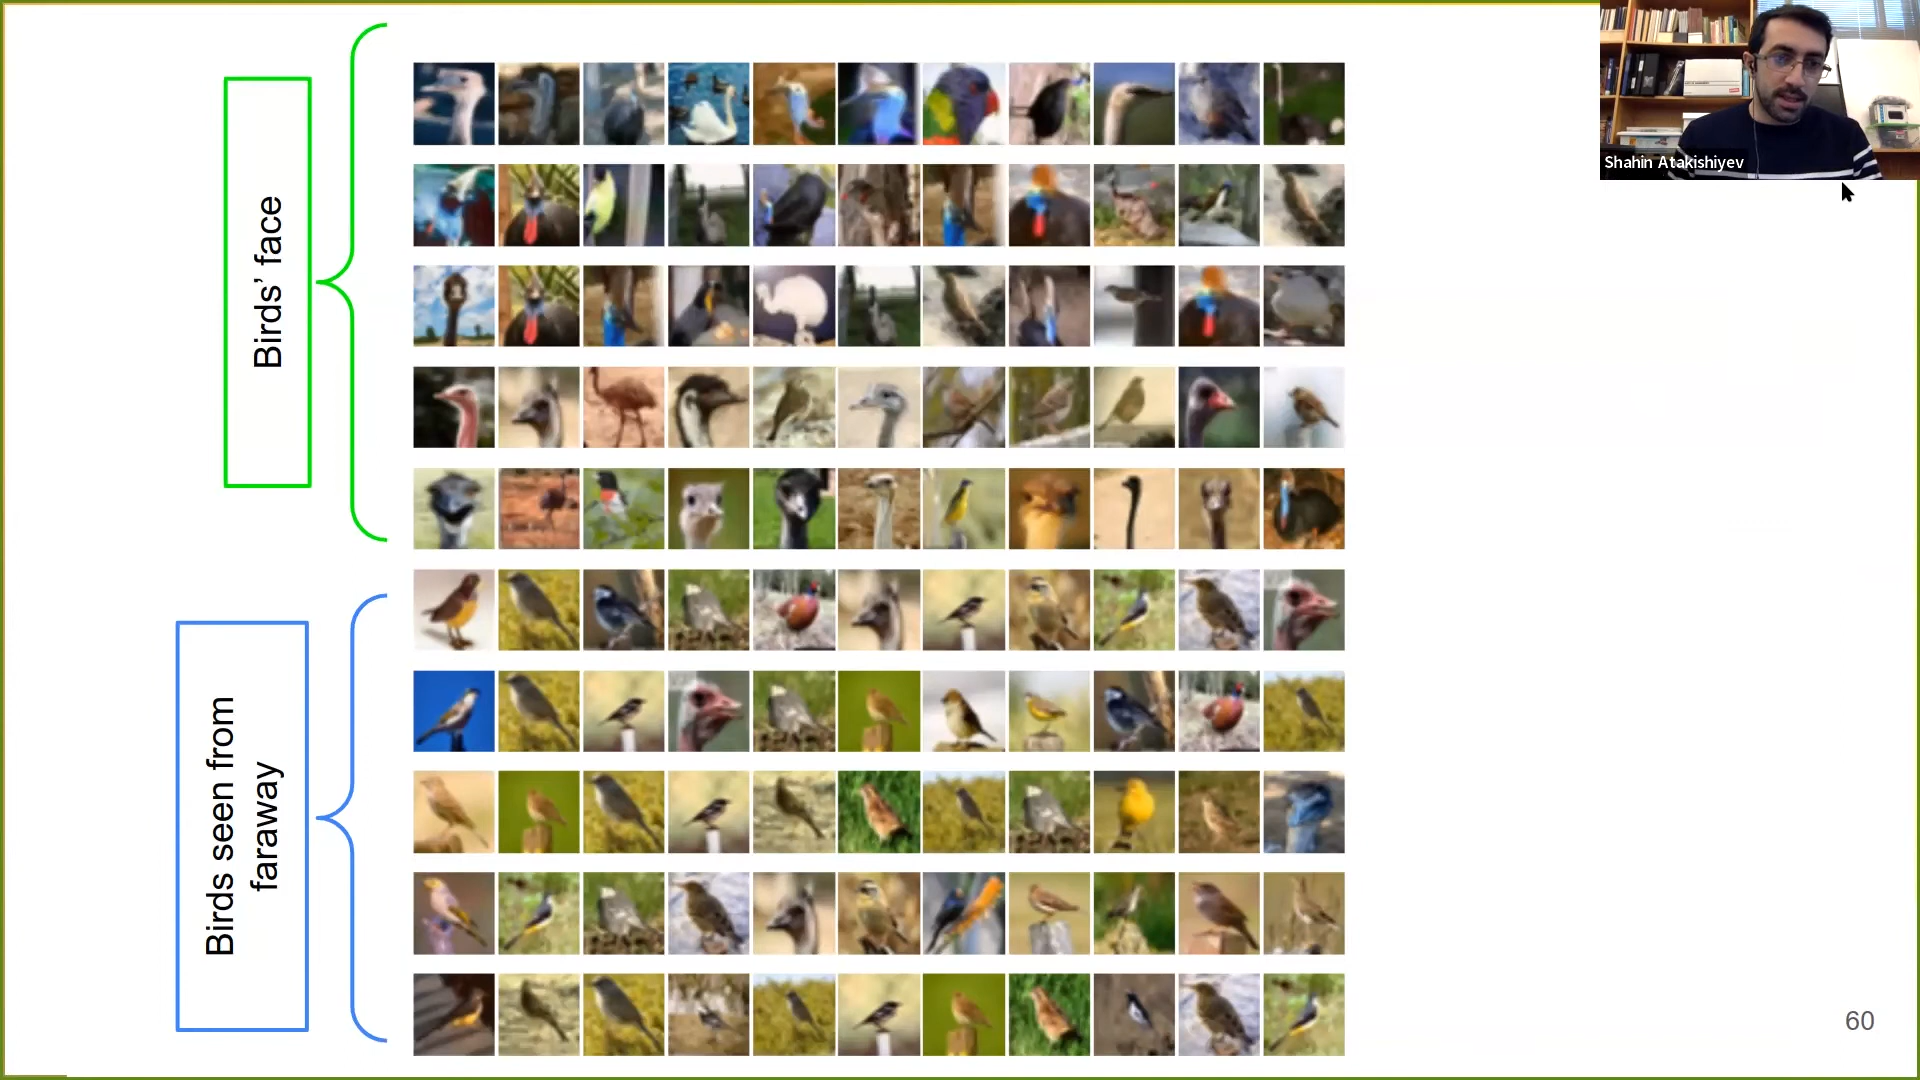 Birds’ face
Birds seen from
faraway
Shahin Atakishiyev
60